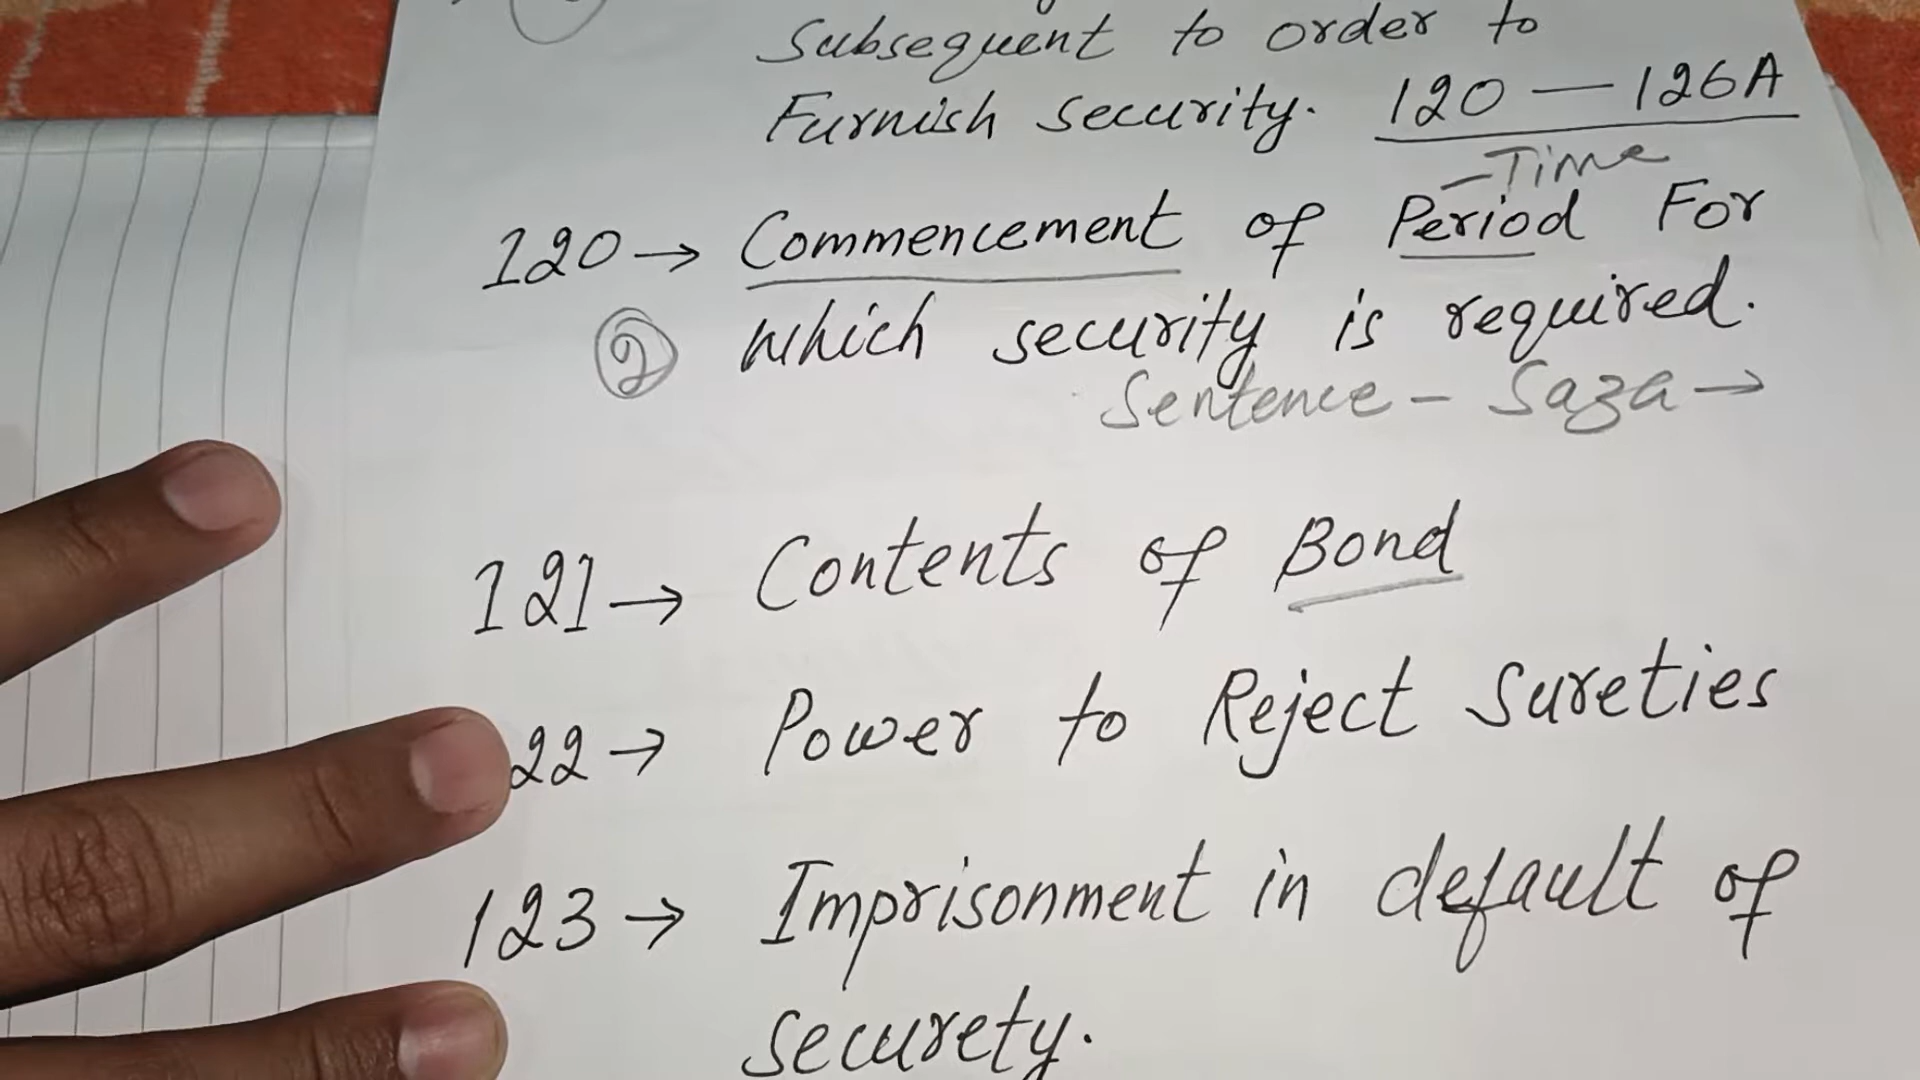 Subsequent to order to
Furnish security. 120 — 126A
– Time
120 → Commencement of Period For
② which security is required.
Sentence – Saza →
121 → Contents of Bond
22 → Power to Reject Sureties
123 → Imprisonment in default of
securety.